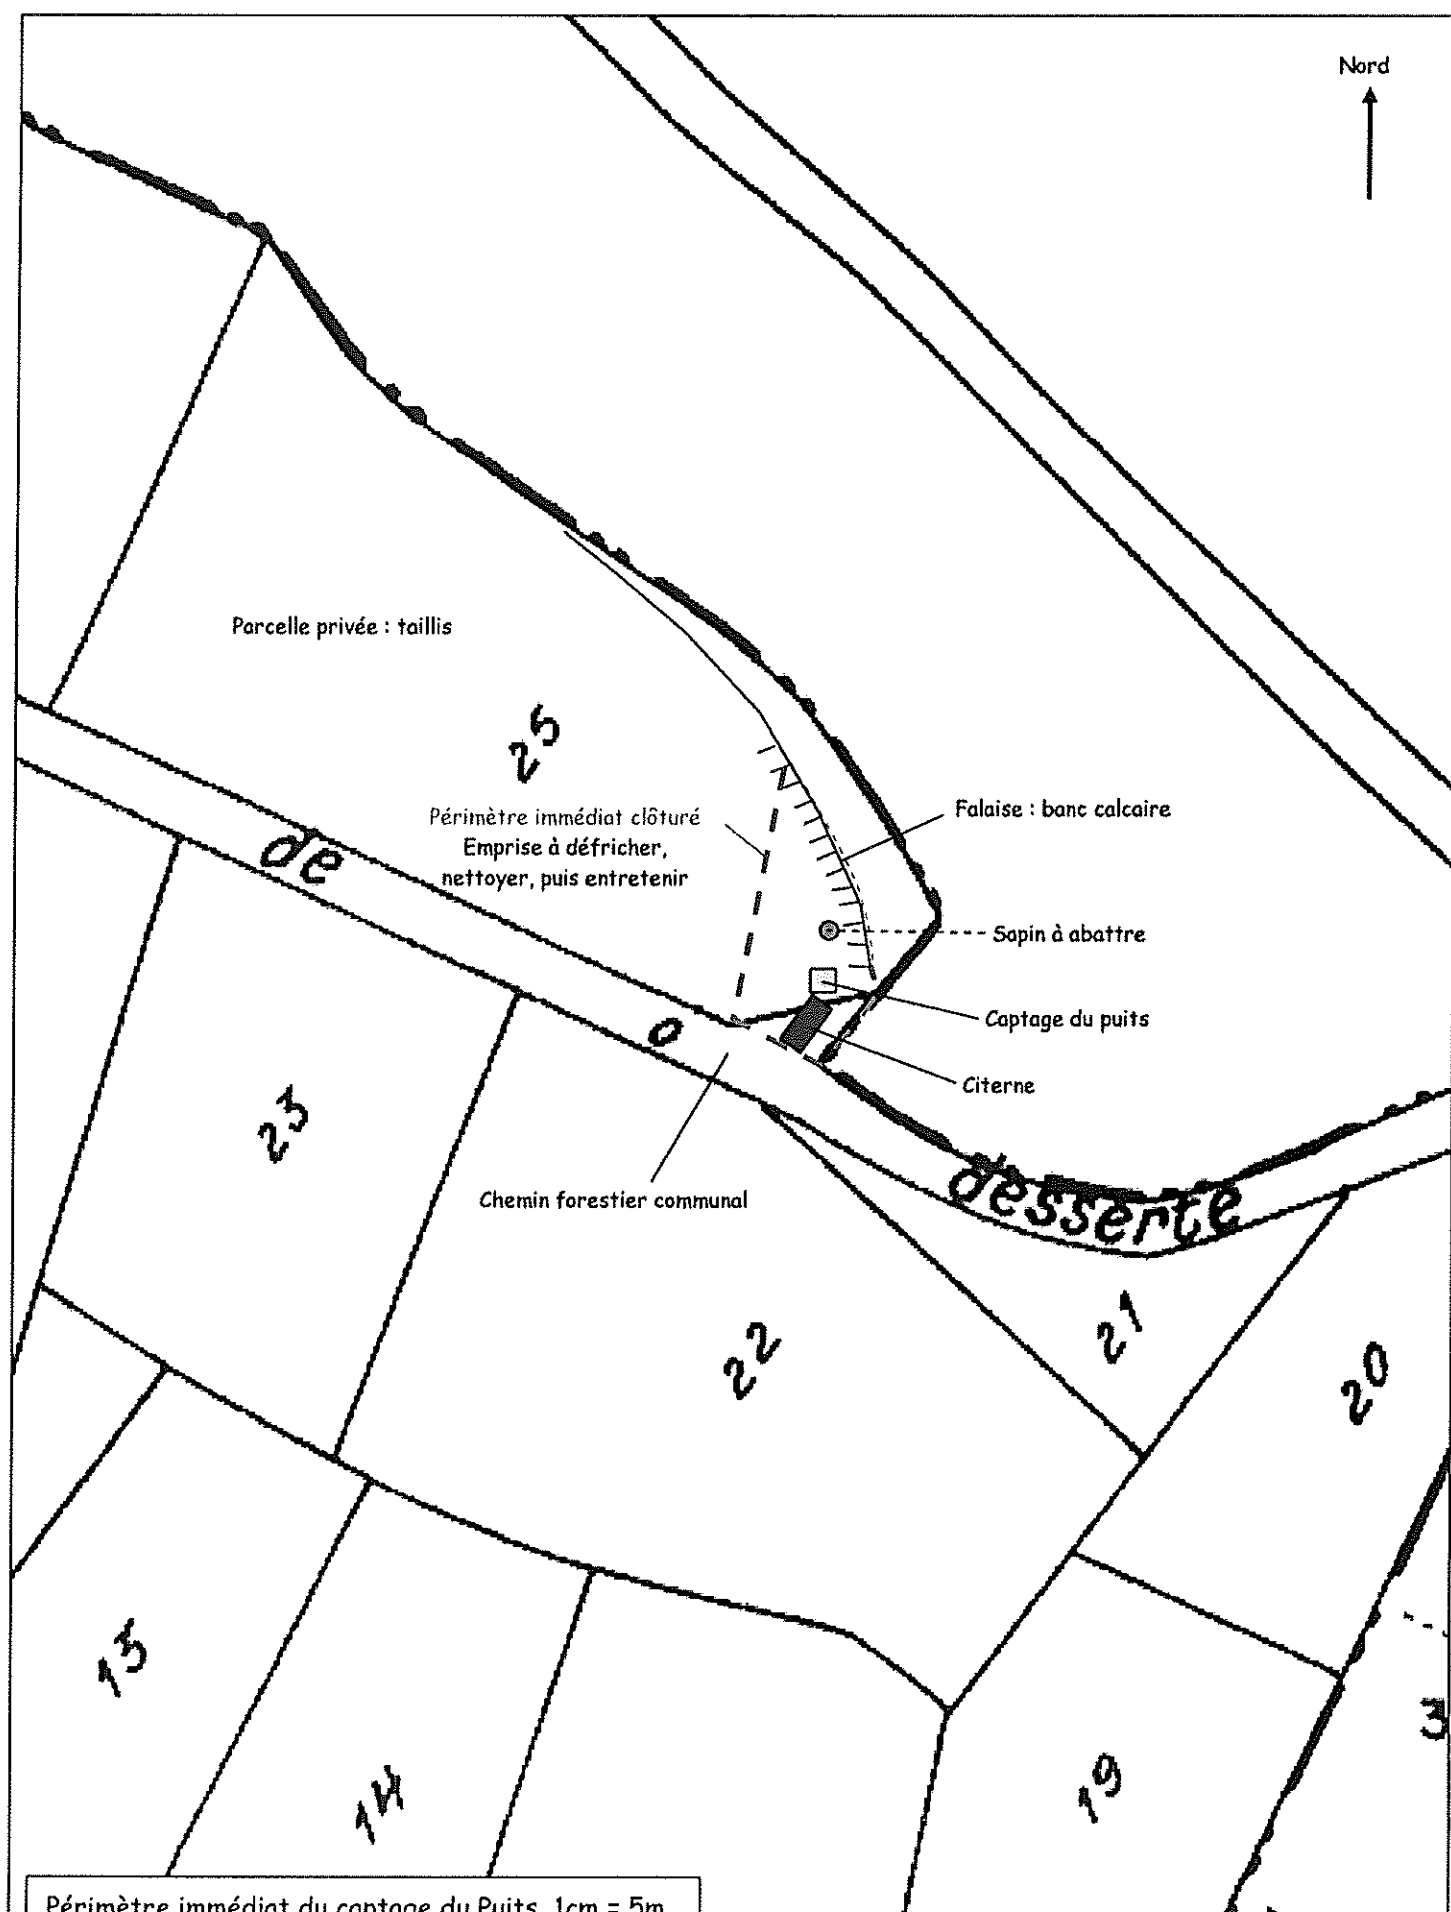 Nord
Parcelle privée : taillis
25
Périmètre immédiat clôturé
Emprise à défricher,
nettoyer, puis entretenir
Falaise : banc calcaire
de
Sapin à abattre
Captage du puits
o
Citerne
23
Chemin forestier communal
desserte
22
21
20
15
3
14
19
Périmètre immédiat du captage du Puits 1cm = 5m